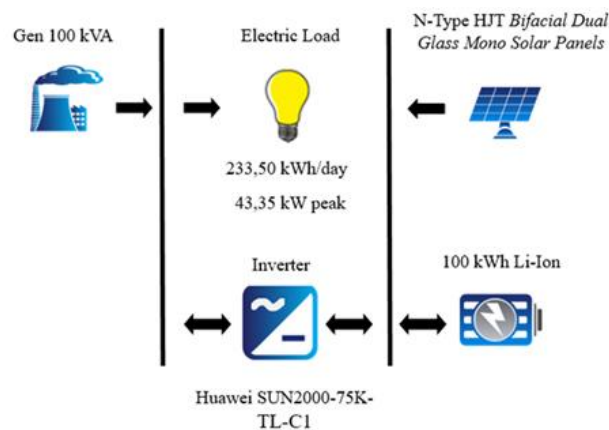 Gen 100 kVA
Electric Load
N-Type HJT Bifacial Dual
Glass Mono Solar Panels
233,50 kWh/day
43,35 kW peak
Inverter
100 kWh Li-Ion
Huawei SUN2000-75K-
TL-C1